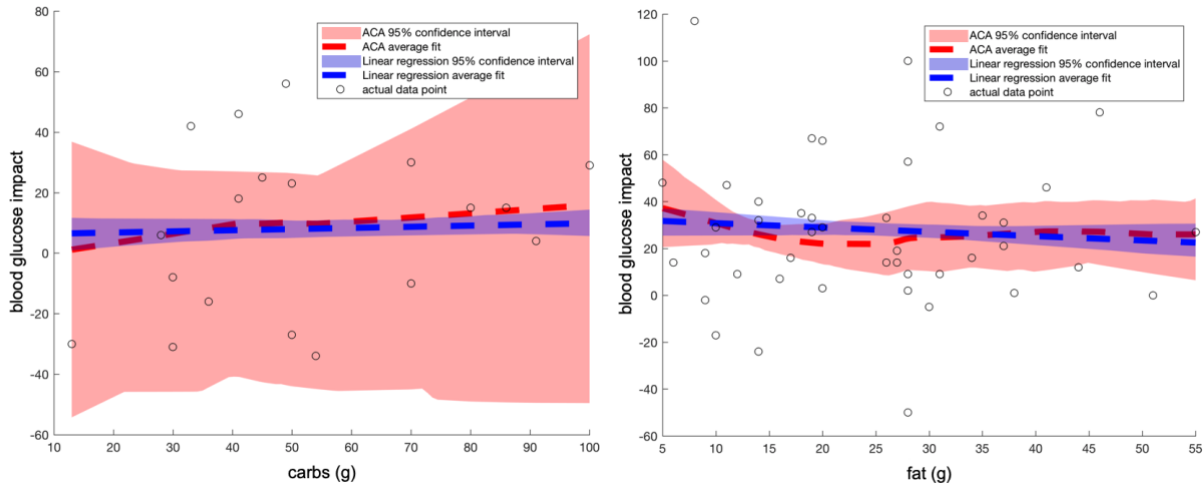 80
60
40
20
0
-20
-40
-60
blood glucose impact
ACA 95% confidence interval
ACA average fit
Linear regression 95% confidence interval
Linear regression average fit
actual data point
10 20 30 40 50 60 70 80 90 100
carbs (g)
120
100
80
60
40
20
0
-20
-40
-60
blood glucose impact
ACA 95% confidence interval
ACA average fit
Linear regression 95% confidence interval
Linear regression average fit
actual data point
5 10 15 20 25 30 35 40 45 50 55
fat (g)